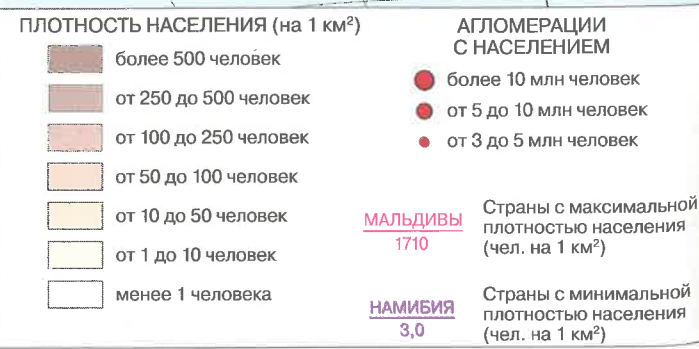 ПЛОТНОСТЬ НАСЕЛЕНИЯ (на 1 км²)
более 500 человек
от 250 до 500 человек
от 100 до 250 человек
от 50 до 100 человек
от 10 до 50 человек
от 1 до 10 человек
менее 1 человека
АГЛОМЕРАЦИИ
С НАСЕЛЕНИЕМ
более 10 млн человек
от 5 до 10 млн человек
от 3 до 5 млн человек
МАЛЬДИВЫ
1710
Страны с максимальной
плотностью населения
(чел. на 1 км²)
НАМИБИЯ
3,0
Страны с минимальной
плотностью населения
(чел. на 1 км²)